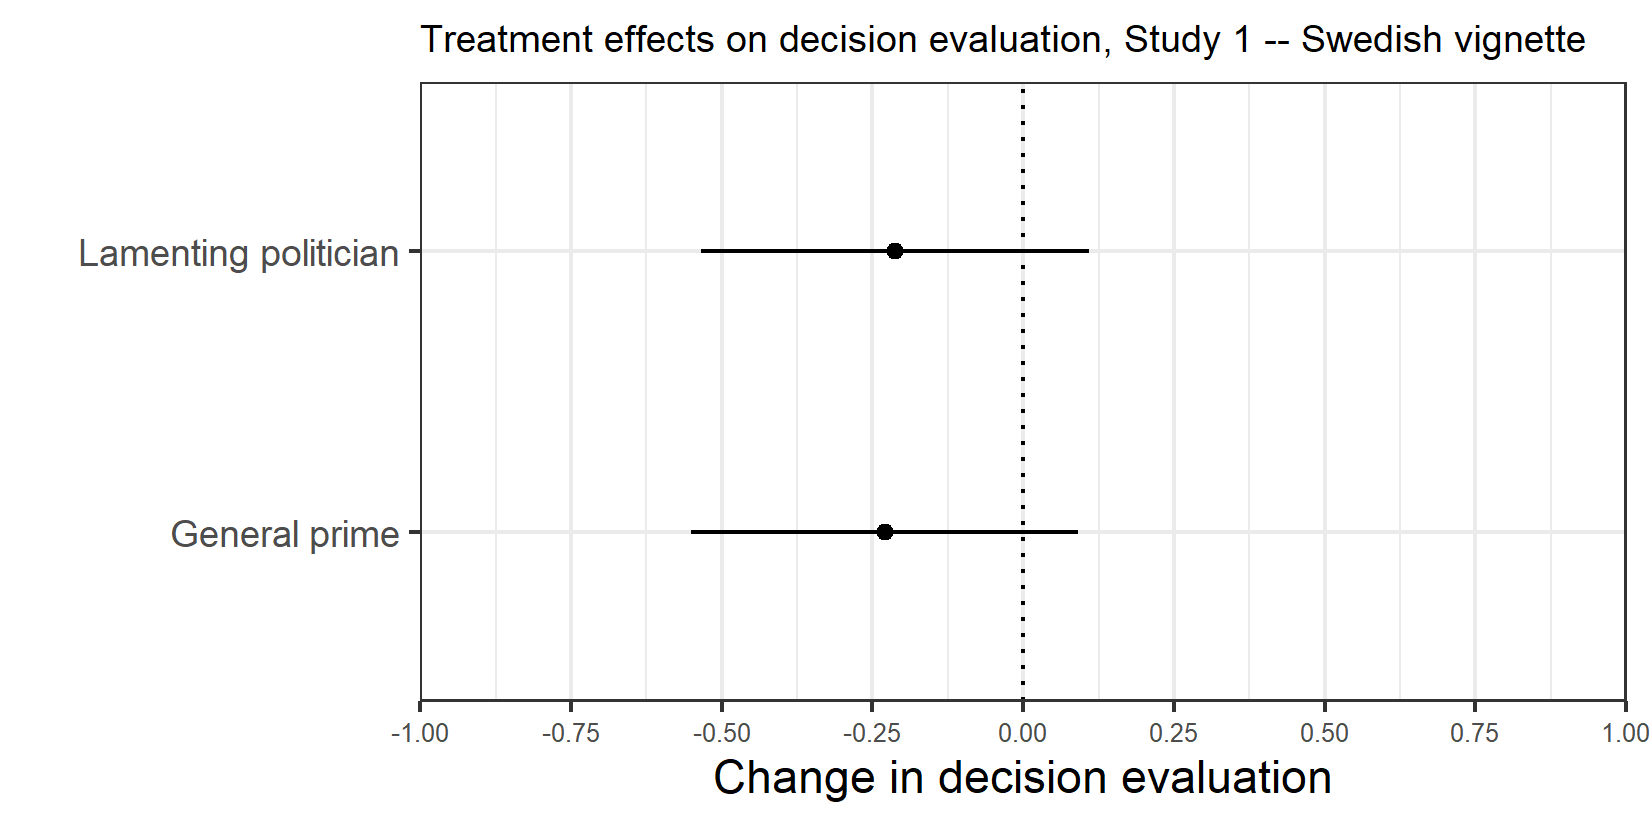 Treatment effects on decision evaluation, Study 1 -- Swedish vignette
Lamenting politician
General prime
-1.00 -0.75 -0.50 -0.25 0.00 0.25 0.50 0.75 1.00
Change in decision evaluation